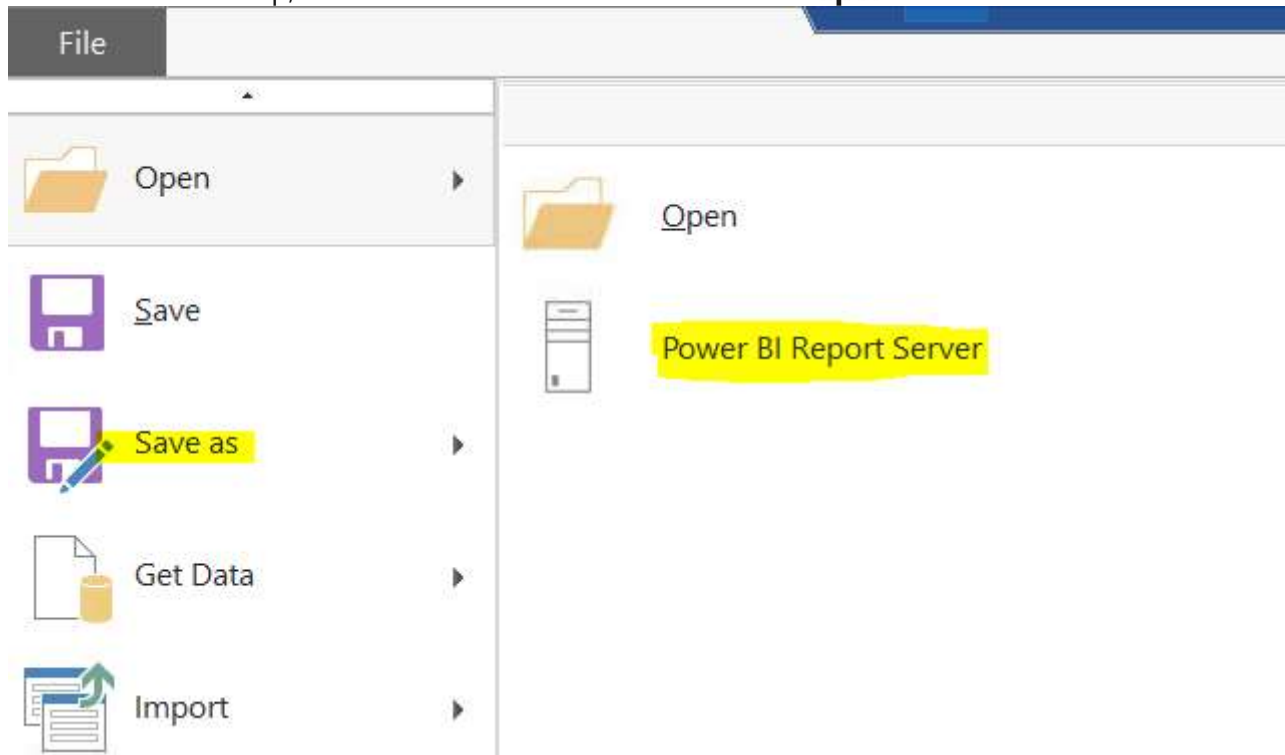 File
Open
Save
Save as
Get Data
Import
Open
Power BI Report Server